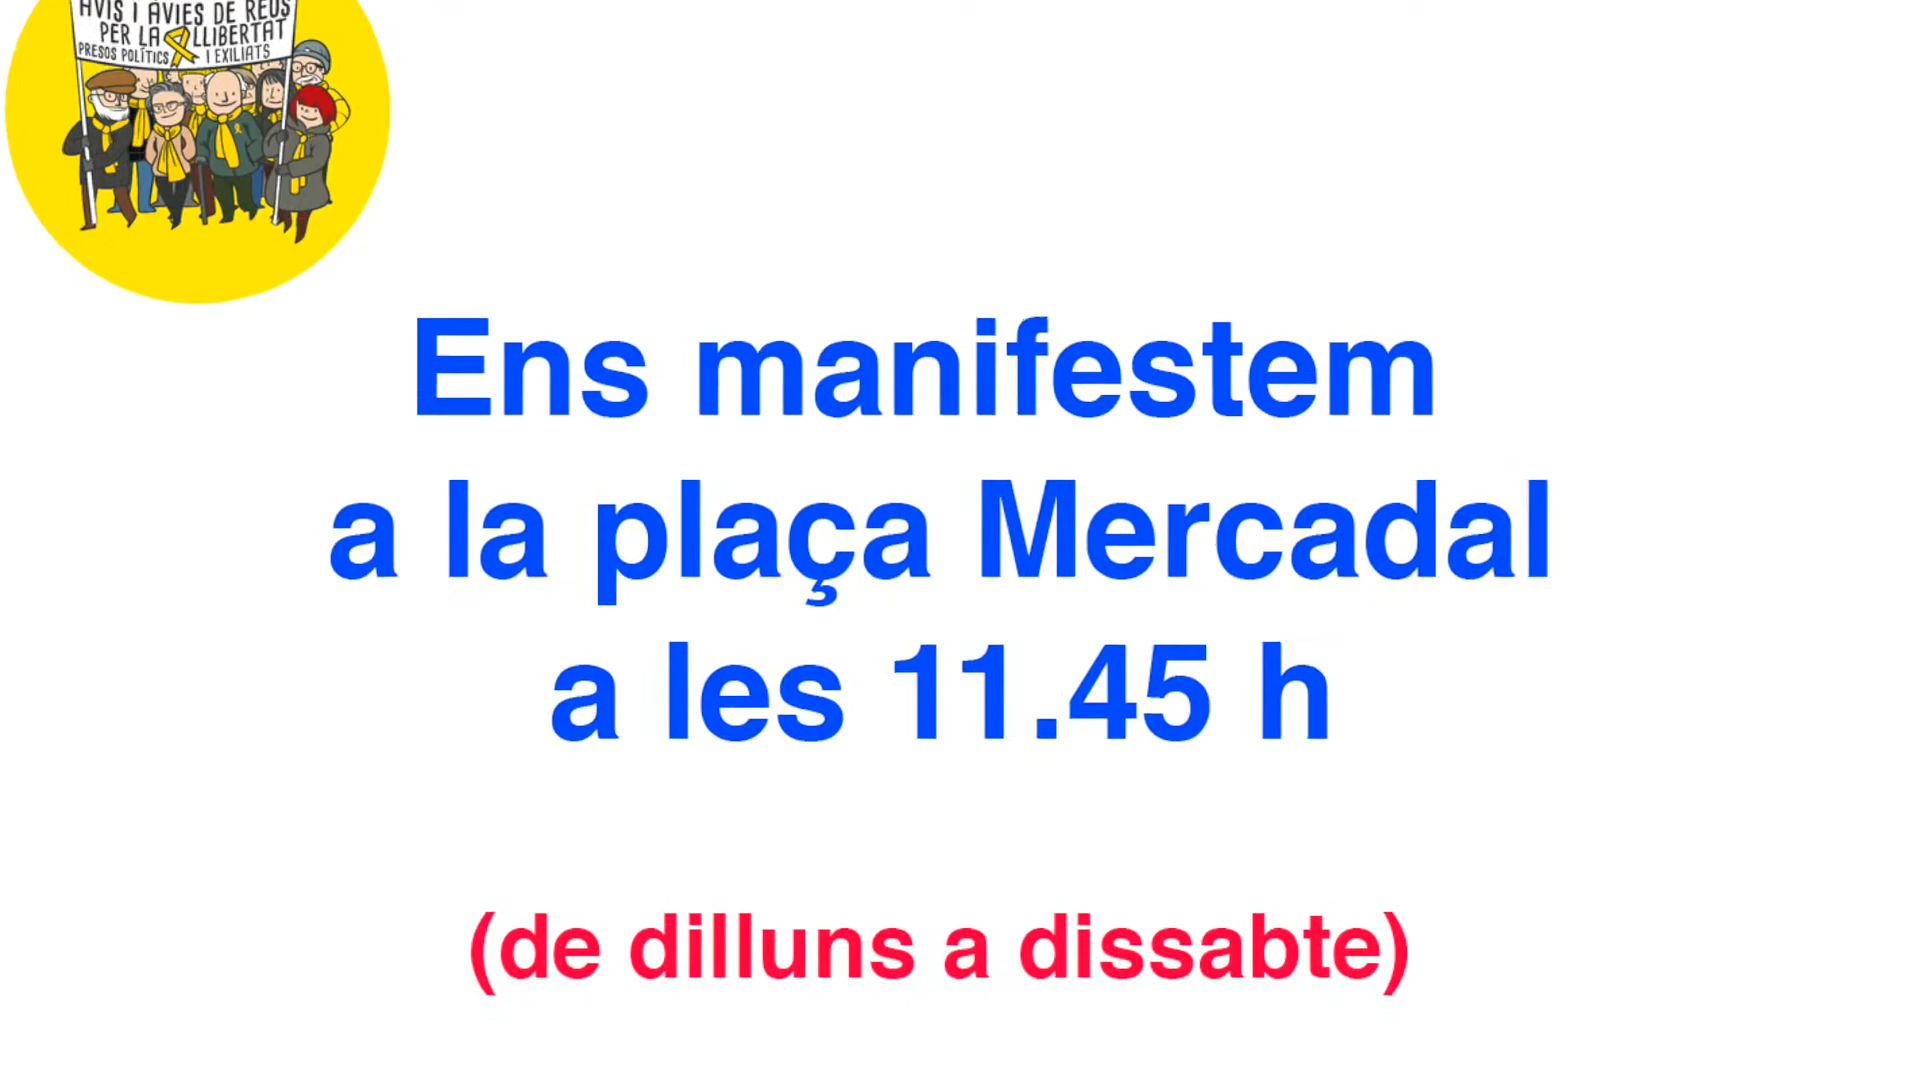 AVIS I ÀVIES DE REUS
PER LA LLIBERTAT
PRESOS POLÍTICS I EXILIATS
Ens manifestem
a la plaça Mercadal
a les 11.45 h
(de dilluns a dissabte)